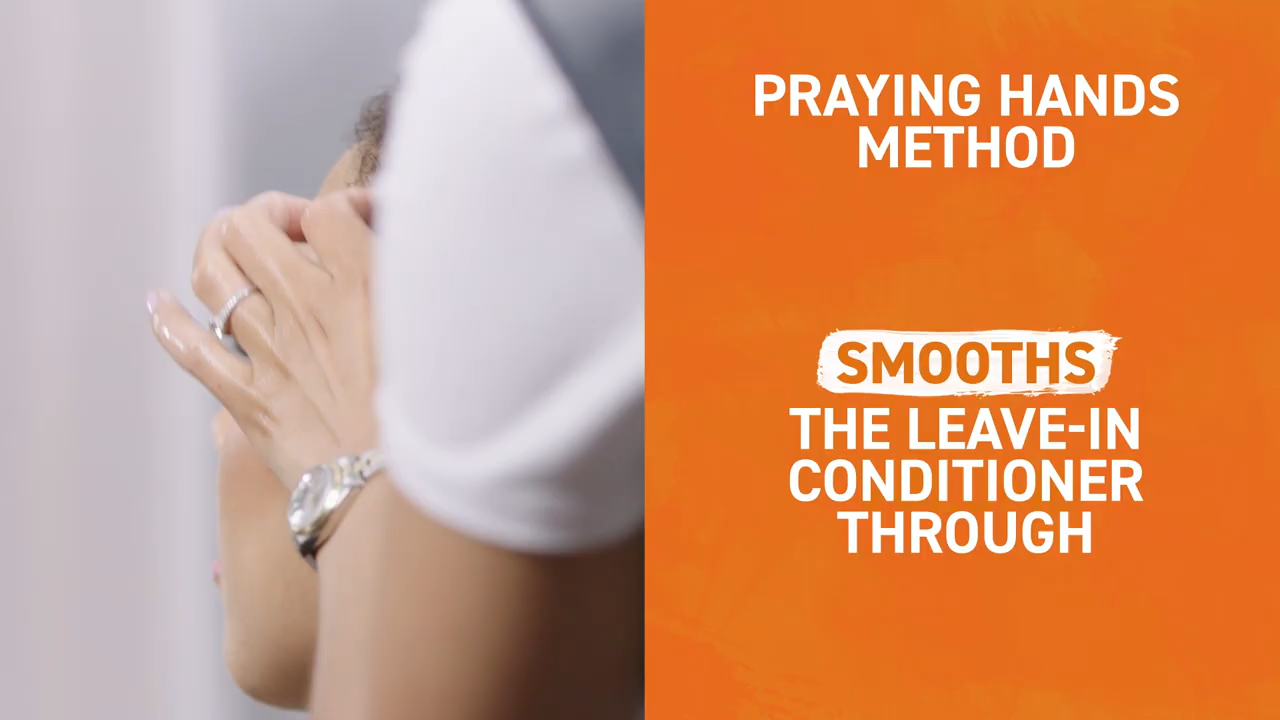 PRAYING HANDS
METHOD
SMOOTHS
THE LEAVE-IN
CONDITIONER
THROUGH